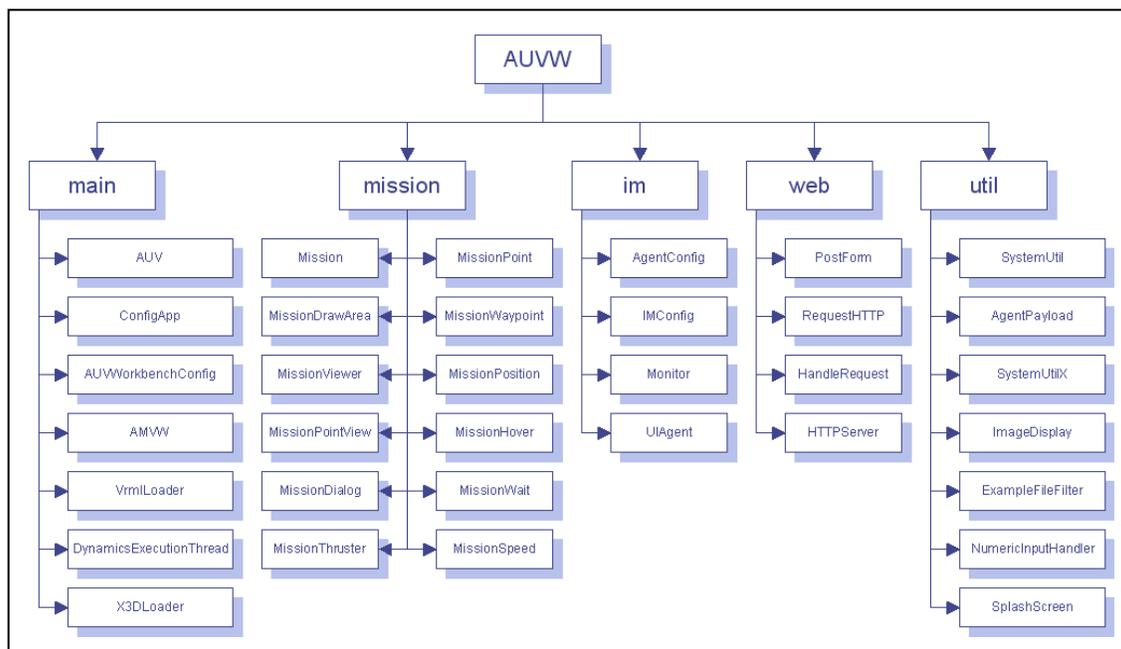 AUVW
main
mission
im
web
util
AUV
Mission
MissionPoint
AgentConfig
PostForm
SystemUtil
ConfigApp
MissionDrawArea
MissionWaypoint
IMConfig
RequestHTTP
AgentPayload
AUVWorkbenchConfig
MissionViewer
MissionPosition
Monitor
HandleRequest
SystemUtilX
AMVW
MissionPointView
MissionHover
UIAgent
HTTPServer
ImageDisplay
VrmlLoader
MissionDialog
MissionWait
ExampleFileFilter
DynamicsExecutionThread
MissionThruster
MissionSpeed
NumericInputHandler
X3DLoader
SplashScreen